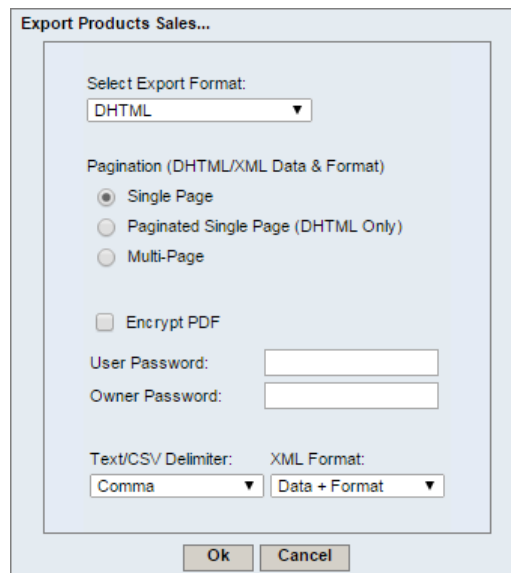 Export Products Sales...
Select Export Format:
DHTML
Pagination (DHTML/XML Data & Format)
Single Page
Paginated Single Page (DHTML Only)
Multi-Page
Encrypt PDF
User Password:
Owner Password:
Text/CSV Delimiter: XML Format:
Comma Data + Format
Ok Cancel